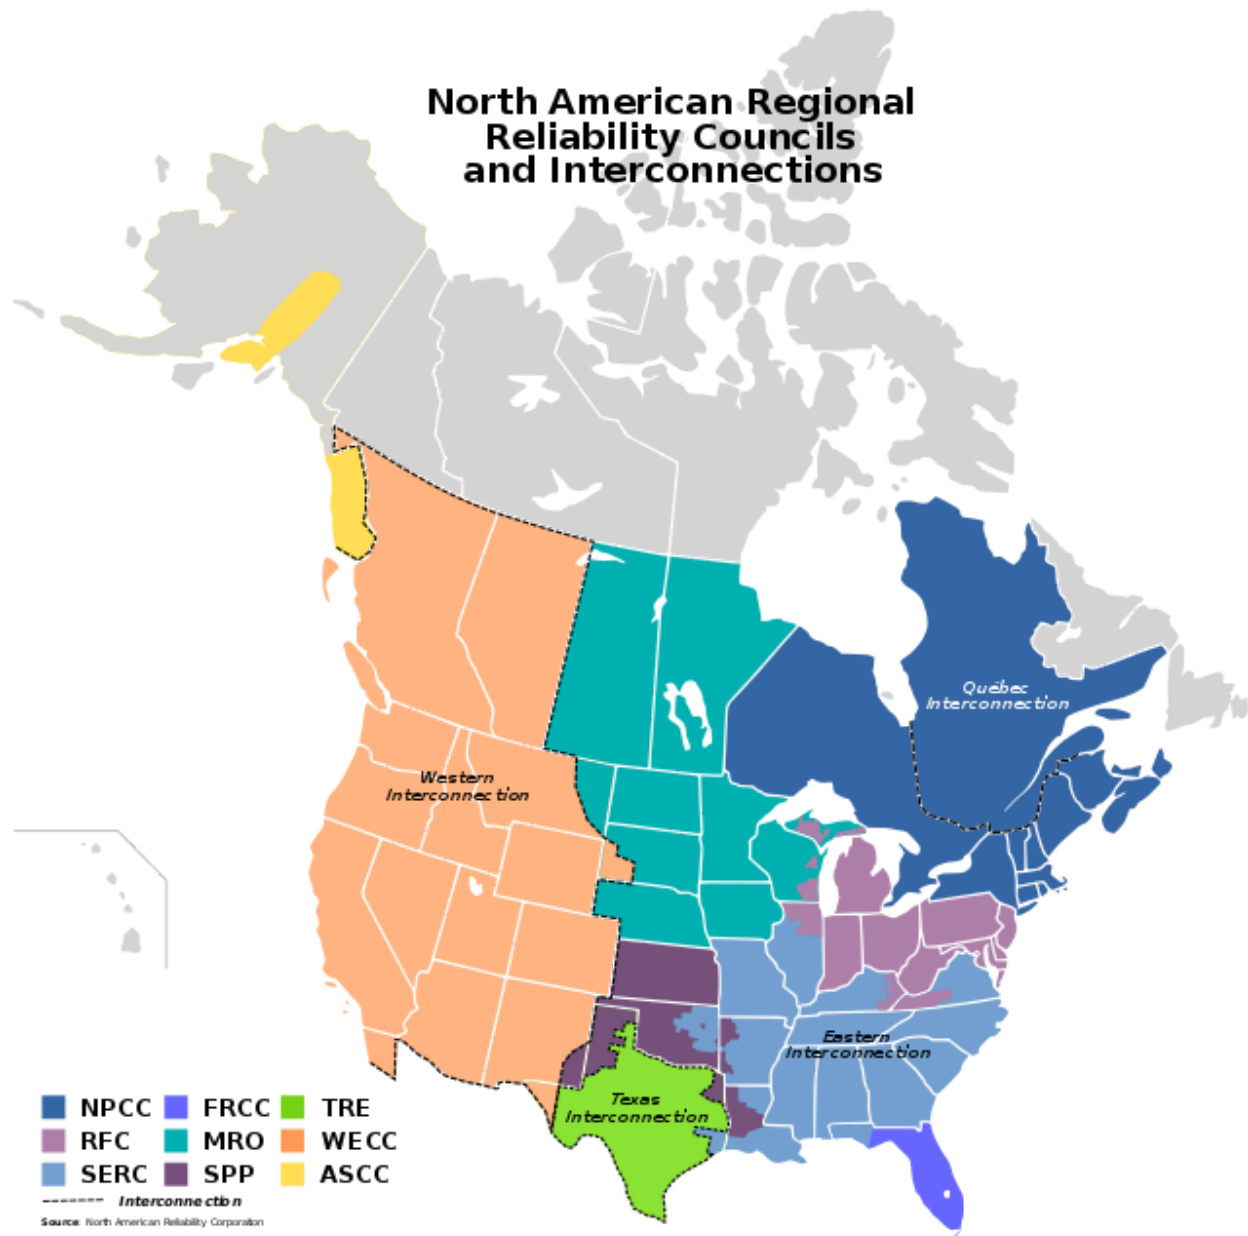 North American Regional
Reliability Councils
and Interconnections
Québec
Interconnection
Western
Interconnection
Eastern
Interconnection
Texas
Interconnection
NPCC FRCC TRE
RFC MRO WECC
SERC SPP ASCC
Interconnection
Source: North American Reliability Corporation